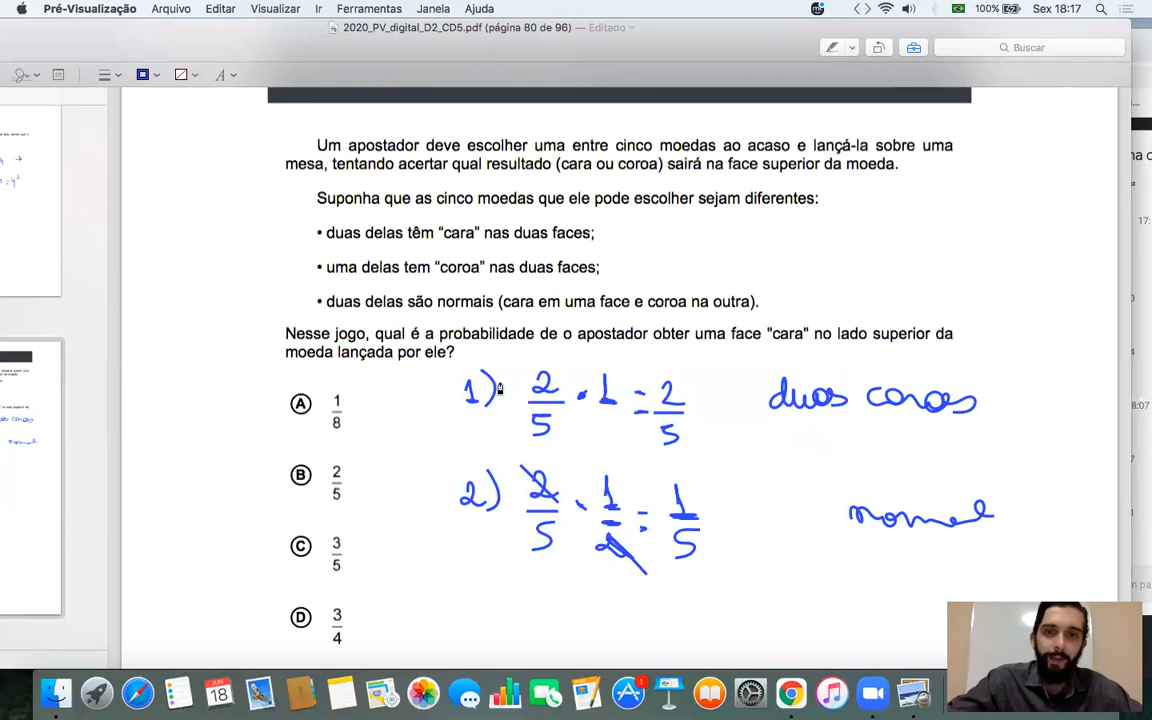 Pré-Visualização Arquivo Editar Visualizar Ir Ferramentas Janela Ajuda 100% Sex 18:17
2020_PV_digital_D2_CD5.pdf (página 80 de 96) — Editado
Buscar
Um apostador deve escolher uma entre cinco moedas ao acaso e lançá-la sobre uma
mesa, tentando acertar qual resultado (cara ou coroa) sairá na face superior da moeda.
Suponha que as cinco moedas que ele pode escolher sejam diferentes:
• duas delas têm “cara” nas duas faces;
• uma delas tem “coroa” nas duas faces;
• duas delas são normais (cara em uma face e coroa na outra).
Nesse jogo, qual é a probabilidade de o apostador obter uma face "cara" no lado superior da
moeda lançada por ele?
1) 2/5 · 1 = 2/5 duas caras
A 1/8
B 2/5
2) 2/5 · 1/2 = 1/5 normal
C 3/5
D 3/4
JUN 18
1